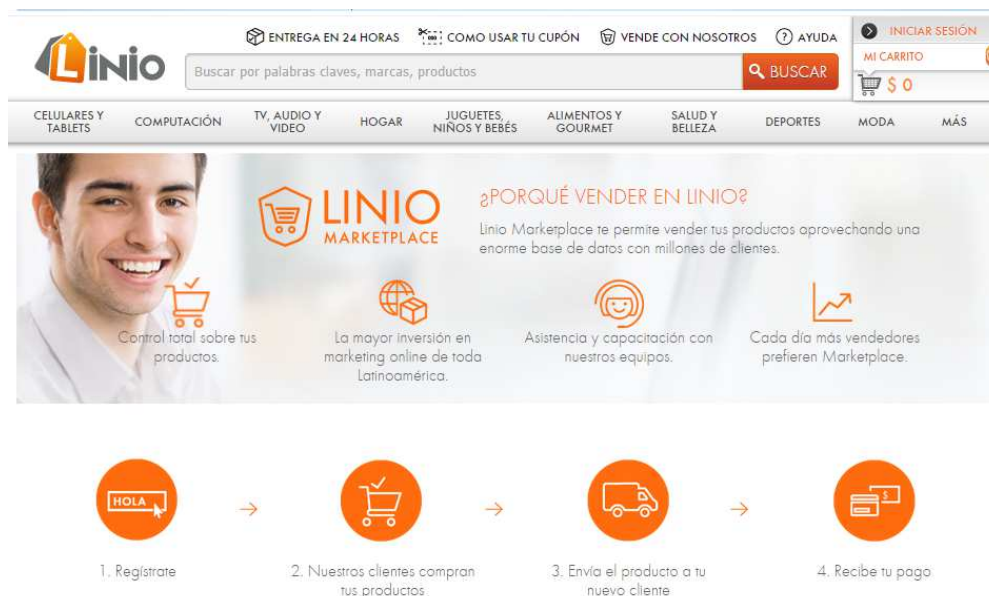 ENTREGA EN 24 HORAS
COMO USAR TU CUPÓN
VENDE CON NOSOTROS
? AYUDA
INICIAR SESIÓN
Linio
Buscar por palabras claves, marcas, productos
BUSCAR
MI CARRITO
$ 0
CELULARES Y
TABLETS
COMPUTACIÓN
TV, AUDIO Y
VIDEO
HOGAR
JUGUETES,
NIÑOS Y BEBÉS
ALIMENTOS Y
GOURMET
SALUD Y
BELLEZA
DEPORTES
MODA
MÁS
LINIO
MARKETPLACE
¿PORQUÉ VENDER EN LINIO?
Linio Marketplace te permite vender tus productos aprovechando una
enorme base de datos con millones de clientes.
Control total sobre tus
productos.
La mayor inversión en
marketing online de toda
Latinoamérica.
Asistencia y capacitación con
nuestros equipos.
Cada día más vendedores
prefieren Marketplace.
HOLA
$
1. Regístrate
2. Nuestros clientes compran
tus productos
3. Envía el producto a tu
nuevo cliente
4. Recibe tu pago